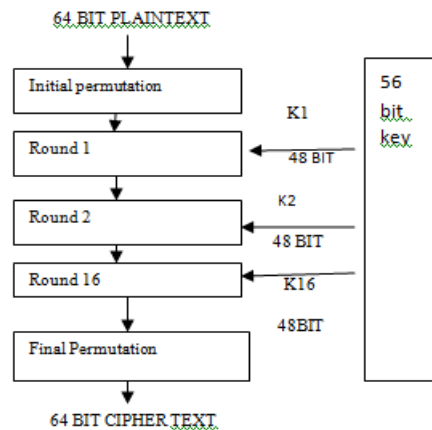 64 BIT PLAINTEXT
Initial permutation
56
bit
key
K1
Round 1
48 BIT
K2
Round 2
48 BIT
Round 16
K16
48BIT
Final Permutation
64 BIT CIPHER TEXT